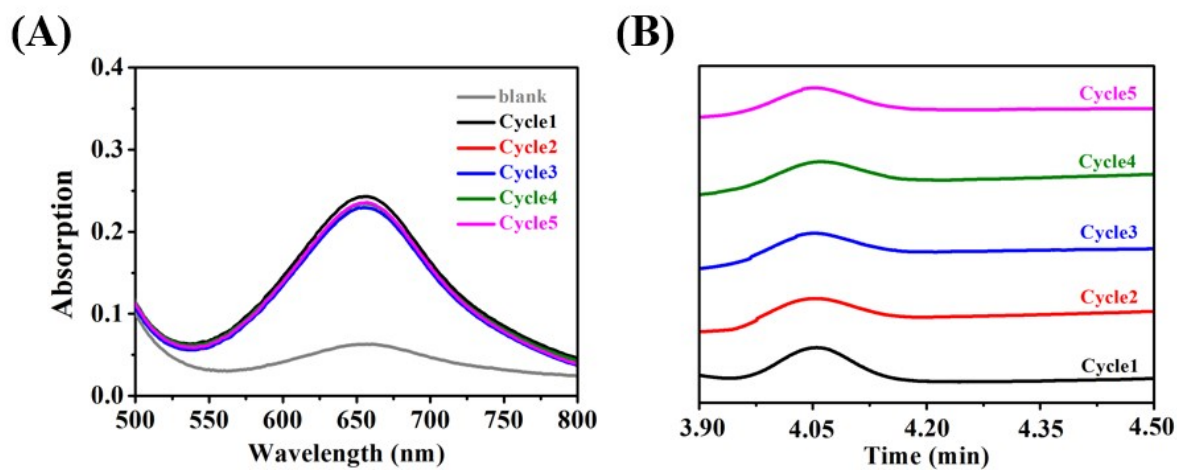 (A)
(B)
0.4
0.3
0.2
0.1
0.0
Absorption
blank
Cycle1
Cycle2
Cycle3
Cycle4
Cycle5
500 550 600 650 700 750 800
Wavelength (nm)
Cycle5
Cycle4
Cycle3
Cycle2
Cycle1
3.90 4.05 4.20 4.35 4.50
Time (min)